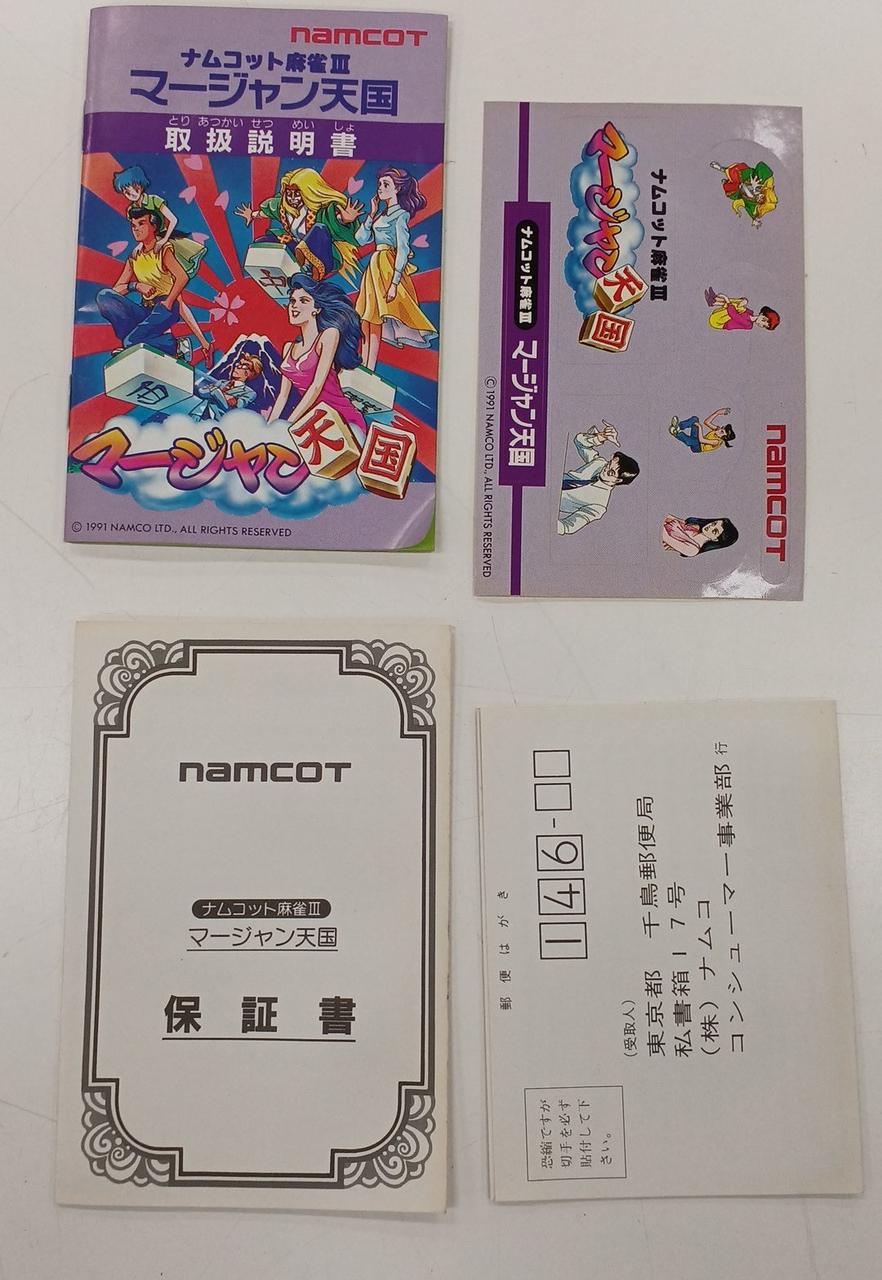 namcoT
ナムコット麻雀III
マージャン天国
とり あつかい せつ めい しょ
取扱説明書
マージャン天国
© 1991 NAMCO LTD., ALL RIGHTS RESERVED
namcoT
ナムコット麻雀III
マージャン天国
ナムコット麻雀III マージャン天国
© 1991 NAMCO LTD., ALL RIGHTS RESERVED
namcoT
ナムコット麻雀III
マージャン天国
保証書
郵便はがき
146-
(受取人)
東京都 千鳥郵便局
私書箱17号
(株)ナムコ
コンシューマー事業部 行
恐縮ですが
切手を必ず
貼付して下
さい。